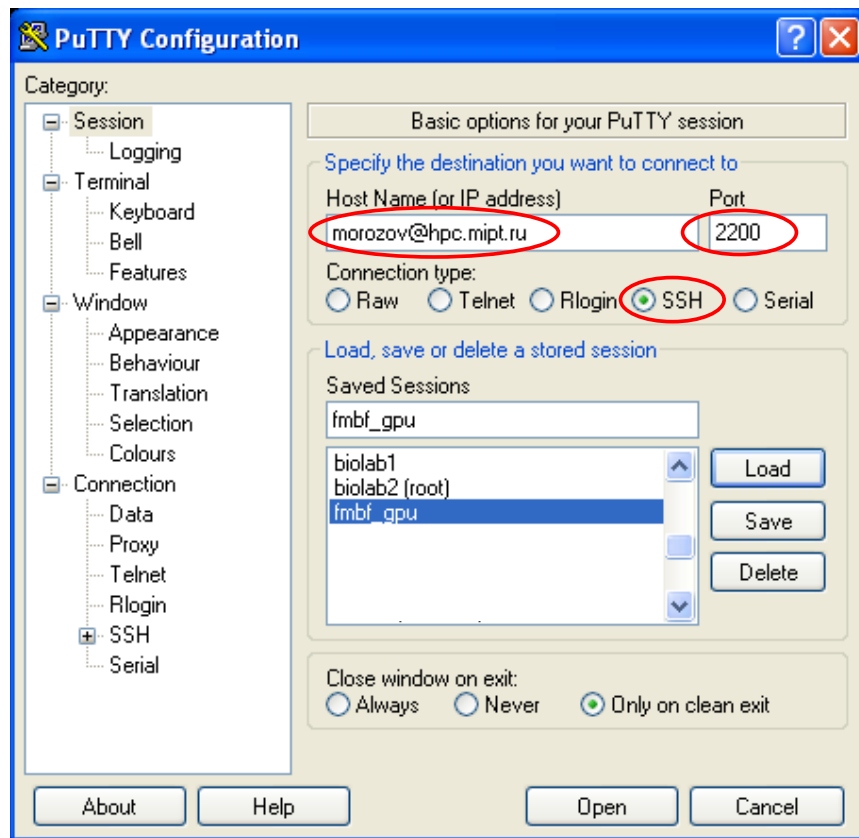 PuTTY Configuration
Category:
Session
Logging
Terminal
Keyboard
Bell
Features
Window
Appearance
Behaviour
Translation
Selection
Colours
Connection
Data
Proxy
Telnet
Rlogin
SSH
Serial
Basic options for your PuTTY session
Specify the destination you want to connect to
Host Name (or IP address) Port
morozov@hpc.mipt.ru 2200
Connection type:
Raw Telnet Rlogin SSH Serial
Load, save or delete a stored session
Saved Sessions
fmbf_gpu
biolab1
biolab2 (root)
fmbf_gpu
Load
Save
Delete
Close window on exit:
Always Never Only on clean exit
About Help Open Cancel